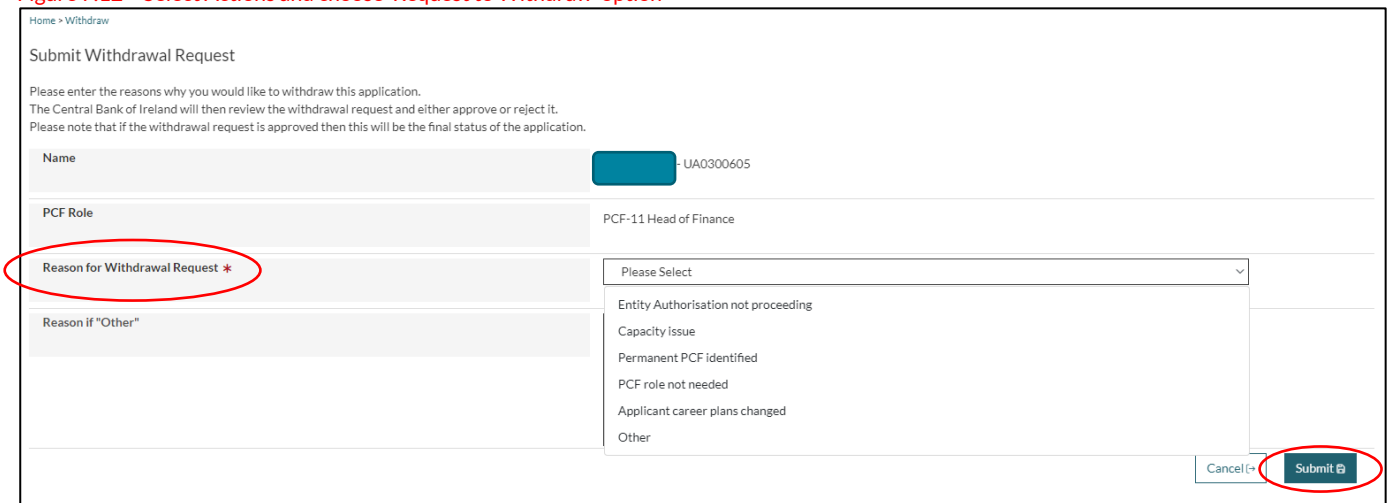 Home > Withdraw
Submit Withdrawal Request
Please enter the reasons why you would like to withdraw this application.
The Central Bank of Ireland will then review the withdrawal request and either approve or reject it.
Please note that if the withdrawal request is approved then this will be the final status of the application.
Name
- UA0300605
PCF Role
PCF-11 Head of Finance
Reason for Withdrawal Request *
Please Select
Entity Authorisation not proceeding
Reason if "Other"
Capacity issue
Permanent PCF identified
PCF role not needed
Applicant career plans changed
Other
Cancel
Submit